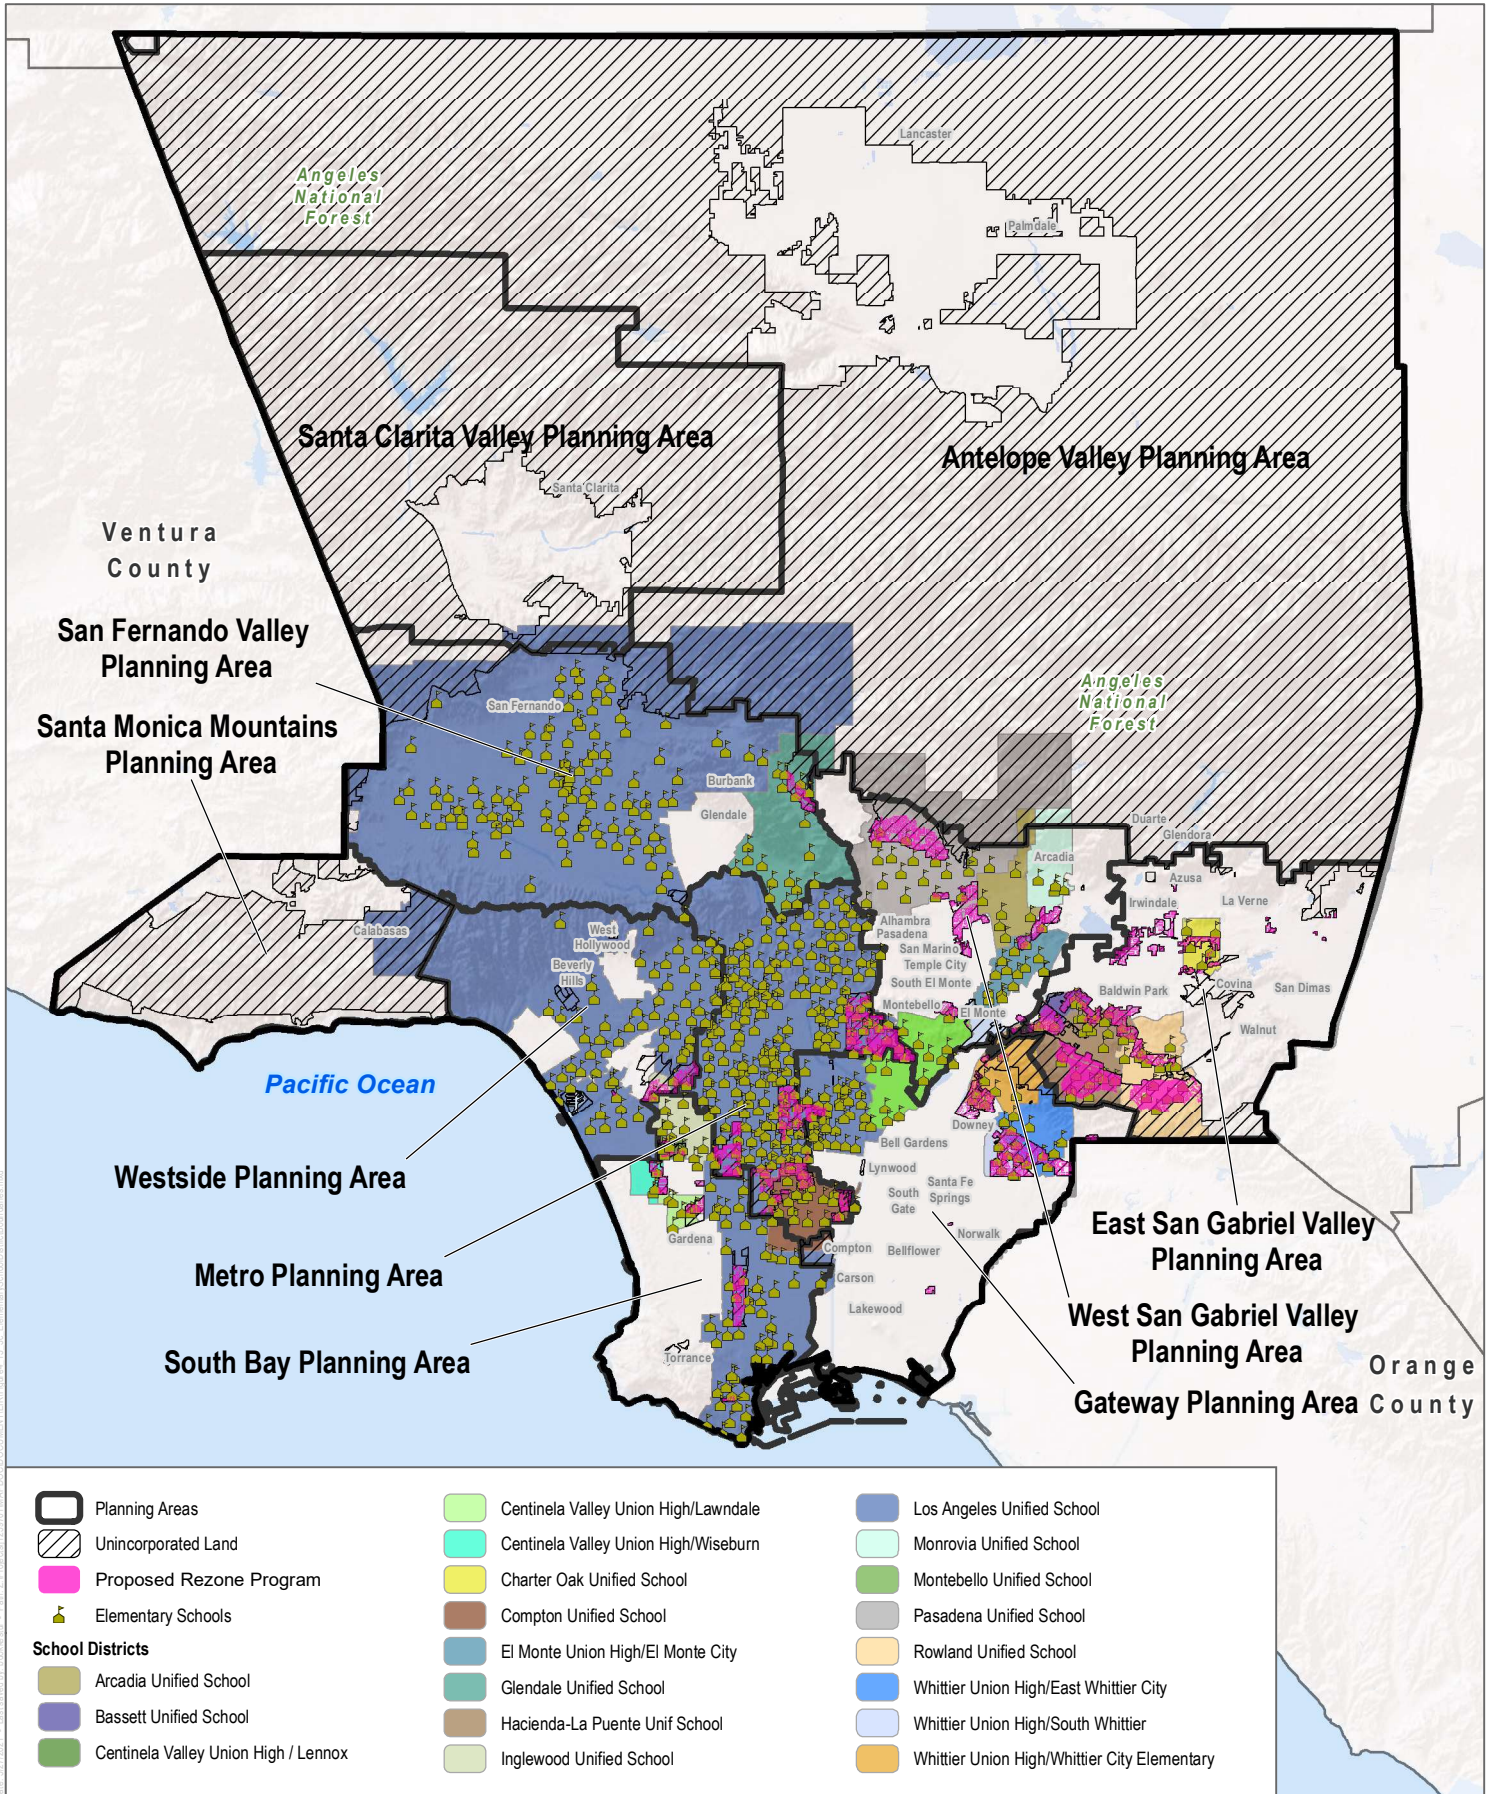 Lancaster
Angeles
National
Forest
Palmdale
Santa Clarita Valley Planning Area
Antelope Valley Planning Area
Santa Clarita
Ventura
County
San Fernando Valley
Planning Area
Angeles
National
Forest
San Fernando
Santa Monica Mountains
Planning Area
Burbank
Glendale
Duarte
Glendora
Arcadia
Azusa
Irwindale
La Verne
Calabasas
West
Hollywood
Alhambra
Pasadena
San Marino
Temple City
Beverly
Hills
South El Monte
Baldwin Park
Covina
San Dimas
Montebello
El Monte
Walnut
Pacific Ocean
Downey
Bell Gardens
Westside Planning Area
Lynwood
South
Gate
Santa Fe
Springs
East San Gabriel Valley
Planning Area
Gardena
Norwalk
Compton
Bellflower
Metro Planning Area
Carson
Lakewood
West San Gabriel Valley
Planning Area
South Bay Planning Area
Torrance
Orange
County
Gateway Planning Area
Planning Areas
Unincorporated Land
Proposed Rezone Program
Elementary Schools
School Districts
Arcadia Unified School
Bassett Unified School
Centinela Valley Union High / Lennox
Centinela Valley Union High/Lawndale
Centinela Valley Union High/Wiseburn
Charter Oak Unified School
Compton Unified School
El Monte Union High/El Monte City
Glendale Unified School
Hacienda-La Puente Unif School
Inglewood Unified School
Los Angeles Unified School
Monrovia Unified School
Montebello Unified School
Pasadena Unified School
Rowland Unified School
Whittier Union High/East Whittier City
Whittier Union High/South Whittier
Whittier Union High/Whittier City Elementary